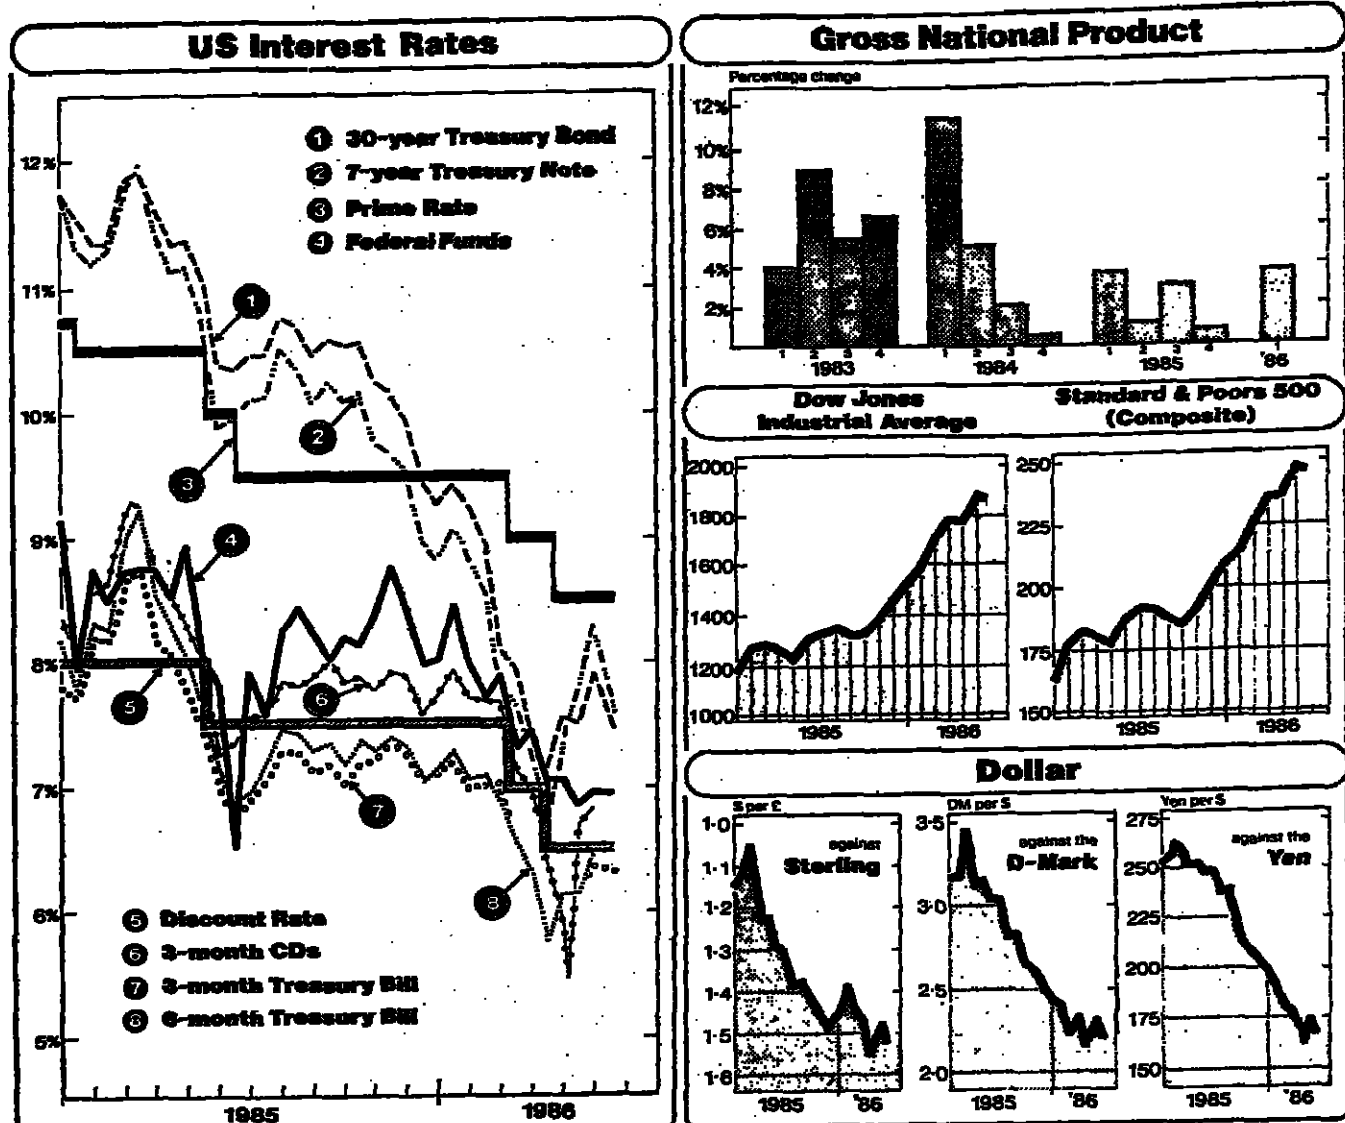 US Interest Rates
12%
11%
10%
9%
8%
7%
6%
5%
1 30-year Treasury Bond
2 7-year Treasury Note
3 Prime Rate
4 Federal Funds
1
2
3
4
5
6
7
8
5 Discount Rate
6 3-month CDs
7 3-month Treasury Bill
6-month Treasury Bill
1985
1986
Gross National Product
Percentage change
12%
10%
8%
6%
4%
2%
1 2 3 4
1 2 3 4
1 2 3 4
1983
1984
1985
'86
Dow Jones
Industrial Average
2000
1800
1600
1400
1200
1000
1985
1986
Standard & Poors 500
(Composite)
250
225
200
175
150
1985
1986
Dollar
$ per £
against
Sterling
1·0
1·1
1·2
1·3
1·4
1·5
1·6
1985
'86
DM per $
against the
D-Mark
3·5
3·0
2·5
2·0
1985
'86
Yen per $
against the
Yen
275
250
225
200
175
150
1985
'86